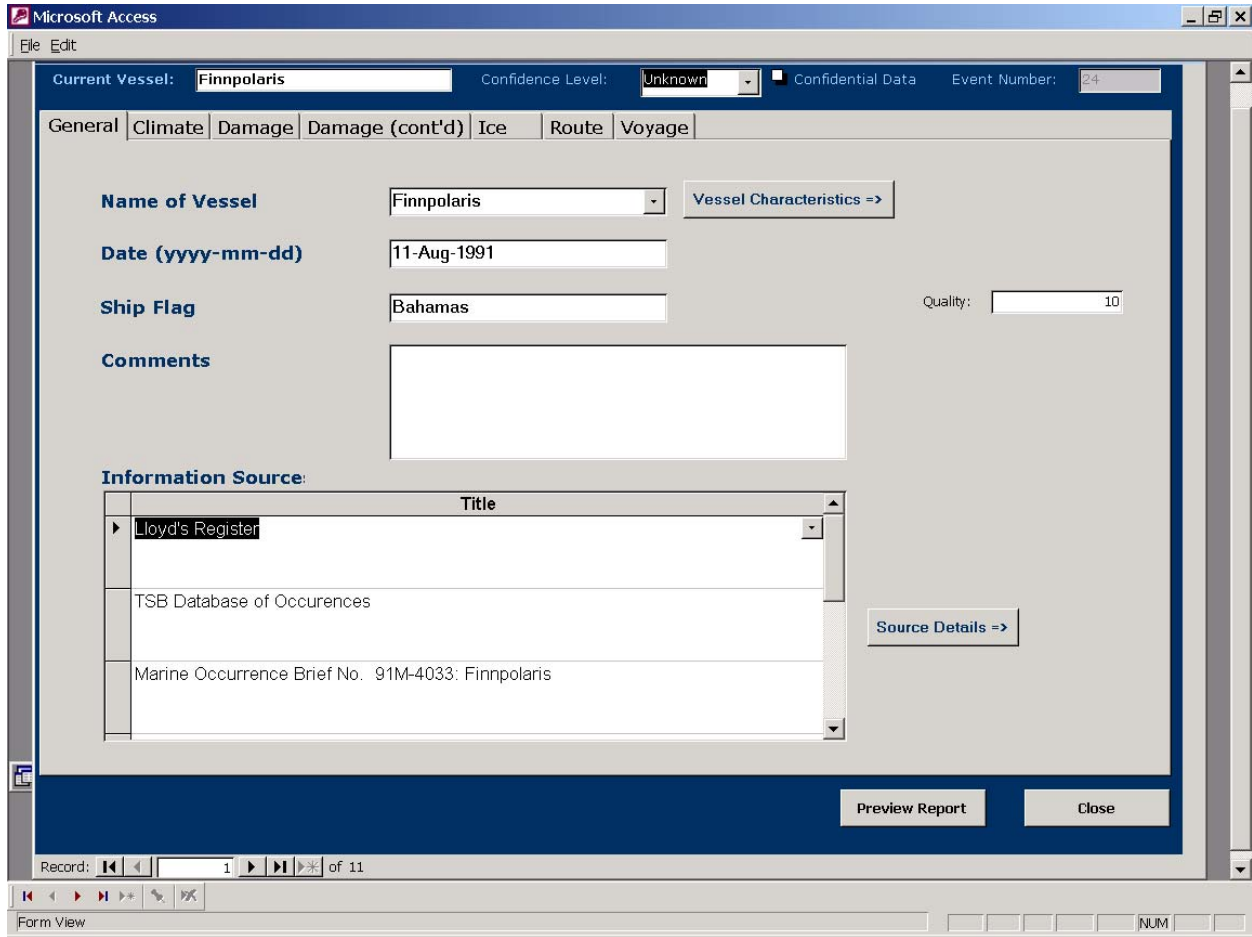 Microsoft Access
File Edit
Current Vessel: Finnpolaris Confidence Level: Unknown Confidential Data Event Number: 24
General Climate Damage Damage (cont'd) Ice Route Voyage
Name of Vessel Finnpolaris Vessel Characteristics =>
Date (yyyy-mm-dd) 11-Aug-1991
Ship Flag Bahamas Quality: 10
Comments
Information Source:
Title
Lloyd's Register
TSB Database of Occurences
Source Details =>
Marine Occurrence Brief No. 91M-4033: Finnpolaris
Preview Report Close
Record: 1 of 11
Form View NUM